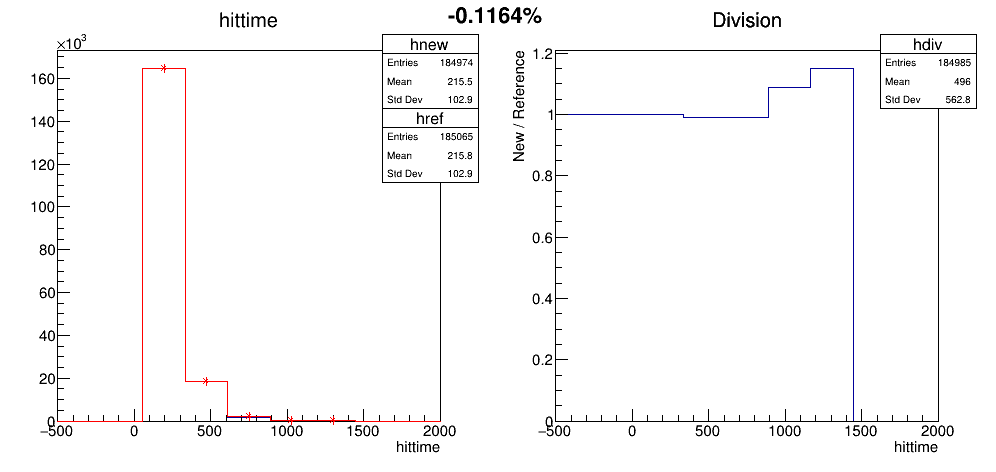 -0.1164%
hittime
×10³
hnew
Entries 184974
Mean 215.5
Std Dev 102.9
href
Entries 185065
Mean 215.8
Std Dev 102.9
160
140
120
100
80
60
40
20
0
−500 0 500 1000 1500 2000
hittime
Division
hdiv
Entries 184985
Mean 496
Std Dev 562.8
New / Reference
1.2
1
0.8
0.6
0.4
0.2
0
−500 0 500 1000 1500 2000
hittime